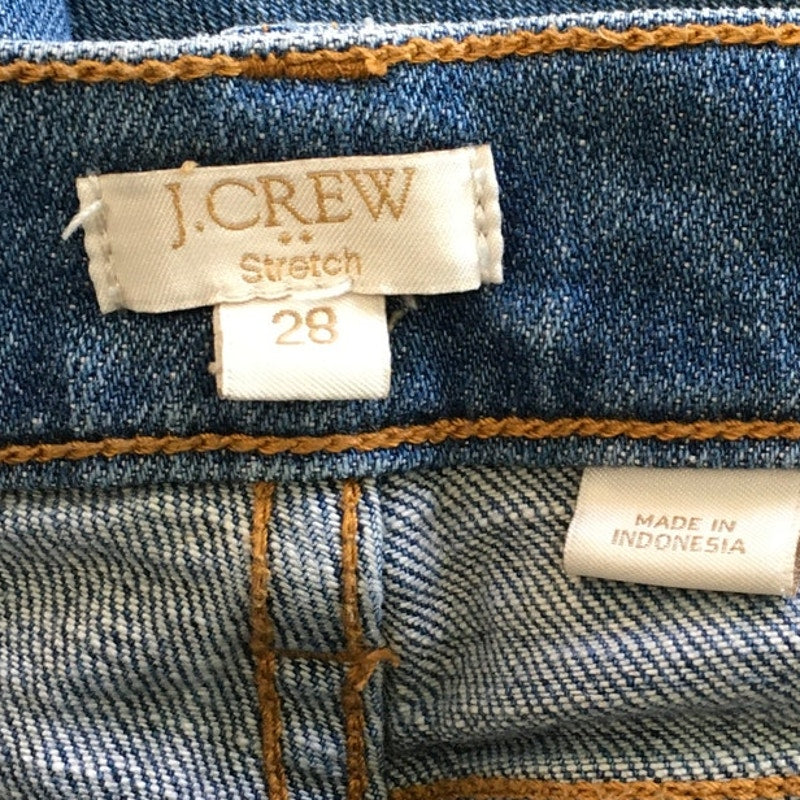 J.CREW
Stretch
28
MADE IN
INDONESIA